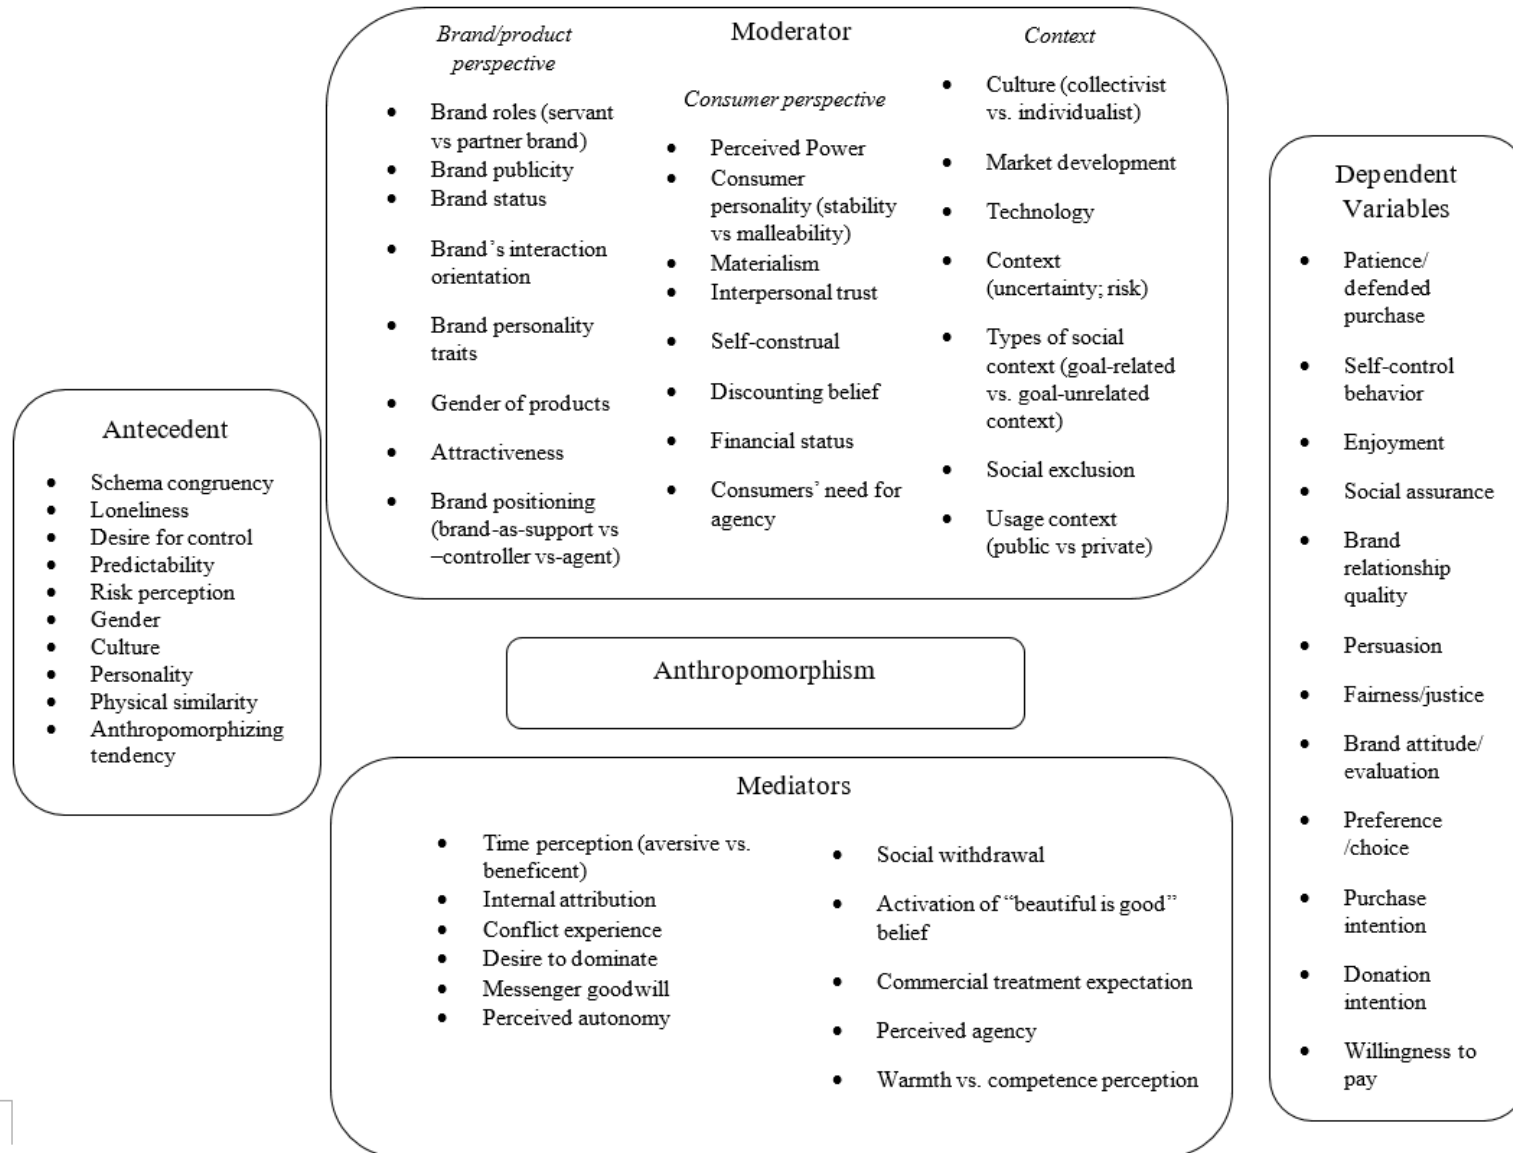 Moderator
Brand/product
perspective
• Brand roles (servant
vs partner brand)
• Brand publicity
• Brand status
• Brand’s interaction
orientation
• Brand personality
traits
• Gender of products
• Attractiveness
• Brand positioning
(brand-as-support vs
–controller vs-agent)
Consumer perspective
• Perceived Power
• Consumer
personality (stability
vs malleability)
• Materialism
• Interpersonal trust
• Self-construal
• Discounting belief
• Financial status
• Consumers’ need for
agency
Context
• Culture (collectivist
vs. individualist)
• Market development
• Technology
• Context
(uncertainty; risk)
• Types of social
context (goal-related
vs. goal-unrelated
context)
• Social exclusion
• Usage context
(public vs private)
Antecedent
• Schema congruency
• Loneliness
• Desire for control
• Predictability
• Risk perception
• Gender
• Culture
• Personality
• Physical similarity
• Anthropomorphizing
tendency
Anthropomorphism
Mediators
• Time perception (aversive vs.
beneficent)
• Internal attribution
• Conflict experience
• Desire to dominate
• Messenger goodwill
• Perceived autonomy
• Social withdrawal
• Activation of “beautiful is good”
belief
• Commercial treatment expectation
• Perceived agency
• Warmth vs. competence perception
Dependent
Variables
• Patience/
defended
purchase
• Self-control
behavior
• Enjoyment
• Social assurance
• Brand
relationship
quality
• Persuasion
• Fairness/justice
• Brand attitude/
evaluation
• Preference
/choice
• Purchase
intention
• Donation
intention
• Willingness to
pay